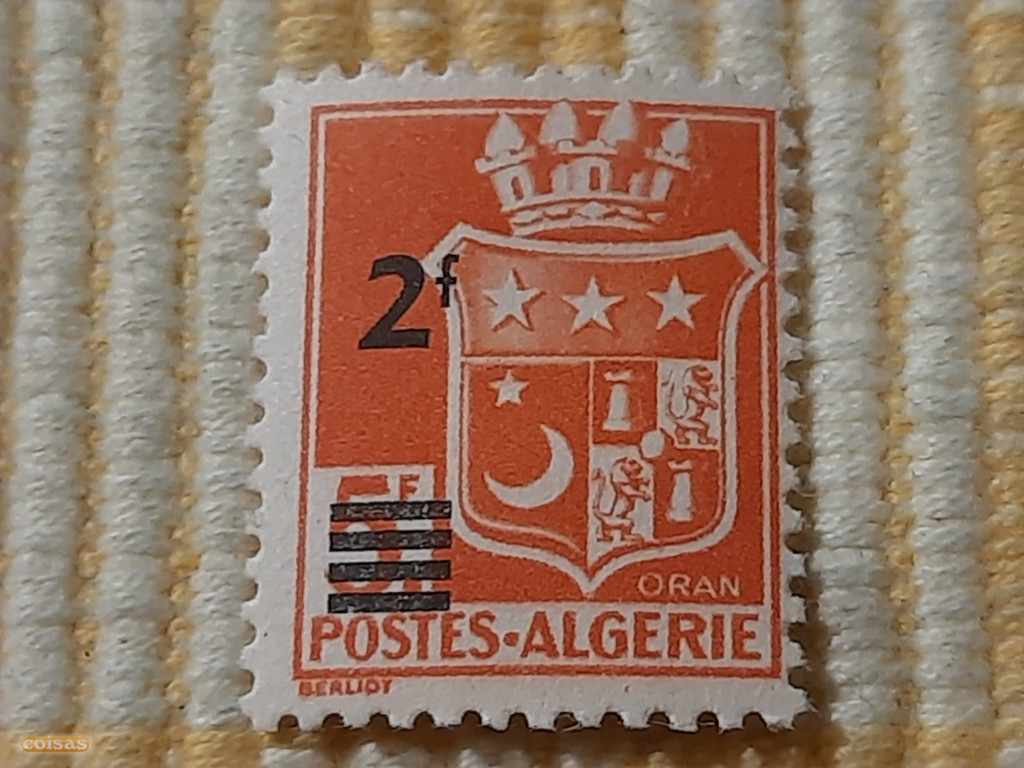 2f
5F
ORAN
POSTES·ALGERIE
BERLIOT
coisas